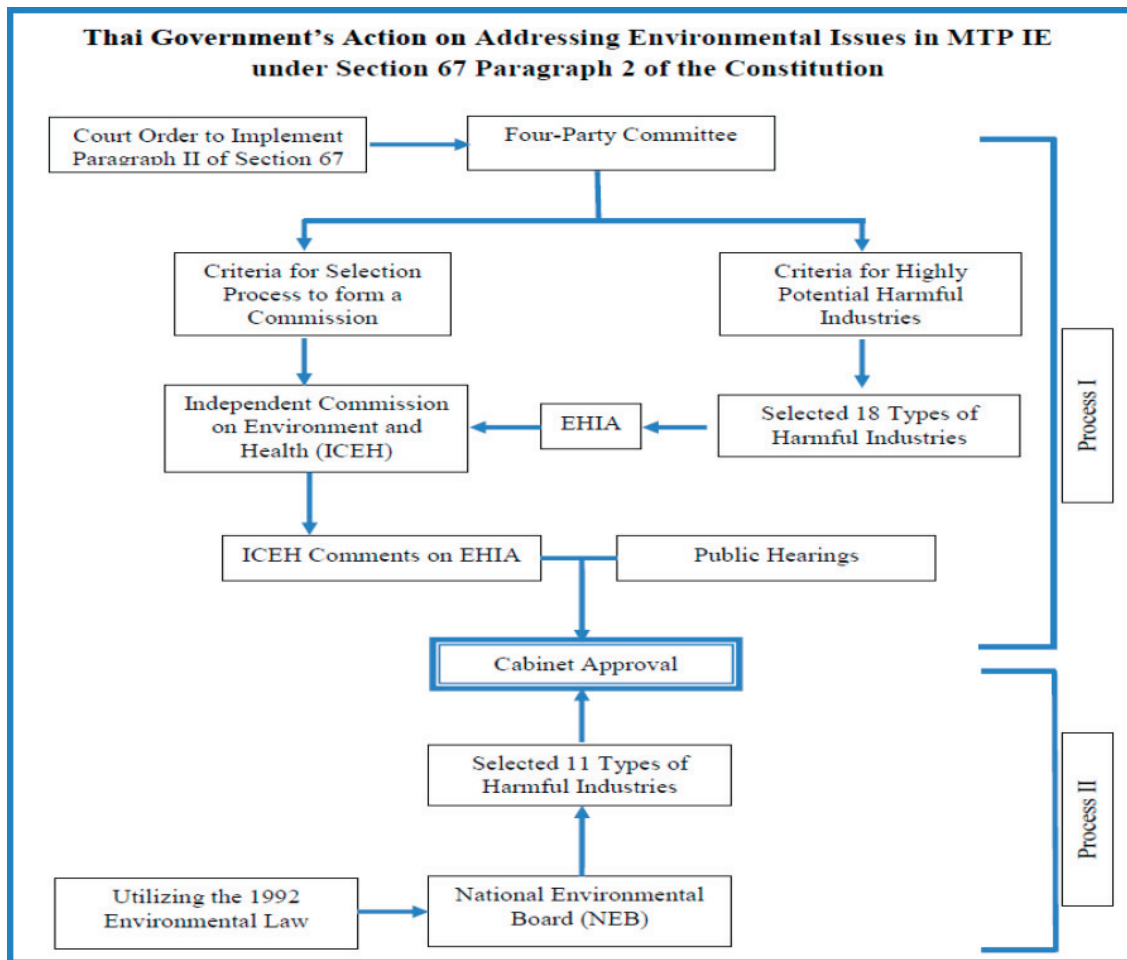 Thai Government's Action on Addressing Environmental Issues in MTP IE
under Section 67 Paragraph 2 of the Constitution
Court Order to Implement
Paragraph II of Section 67
Four-Party Committee
Criteria for Selection
Process to form a
Commission
Criteria for Highly
Potential Harmful
Industries
Independent Commission
on Environment and
Health (ICEH)
EHIA
Selected 18 Types of
Harmful Industries
Process I
ICEH Comments on EHIA
Public Hearings
Cabinet Approval
Selected 11 Types of
Harmful Industries
Process II
Utilizing the 1992
Environmental Law
National Environmental
Board (NEB)